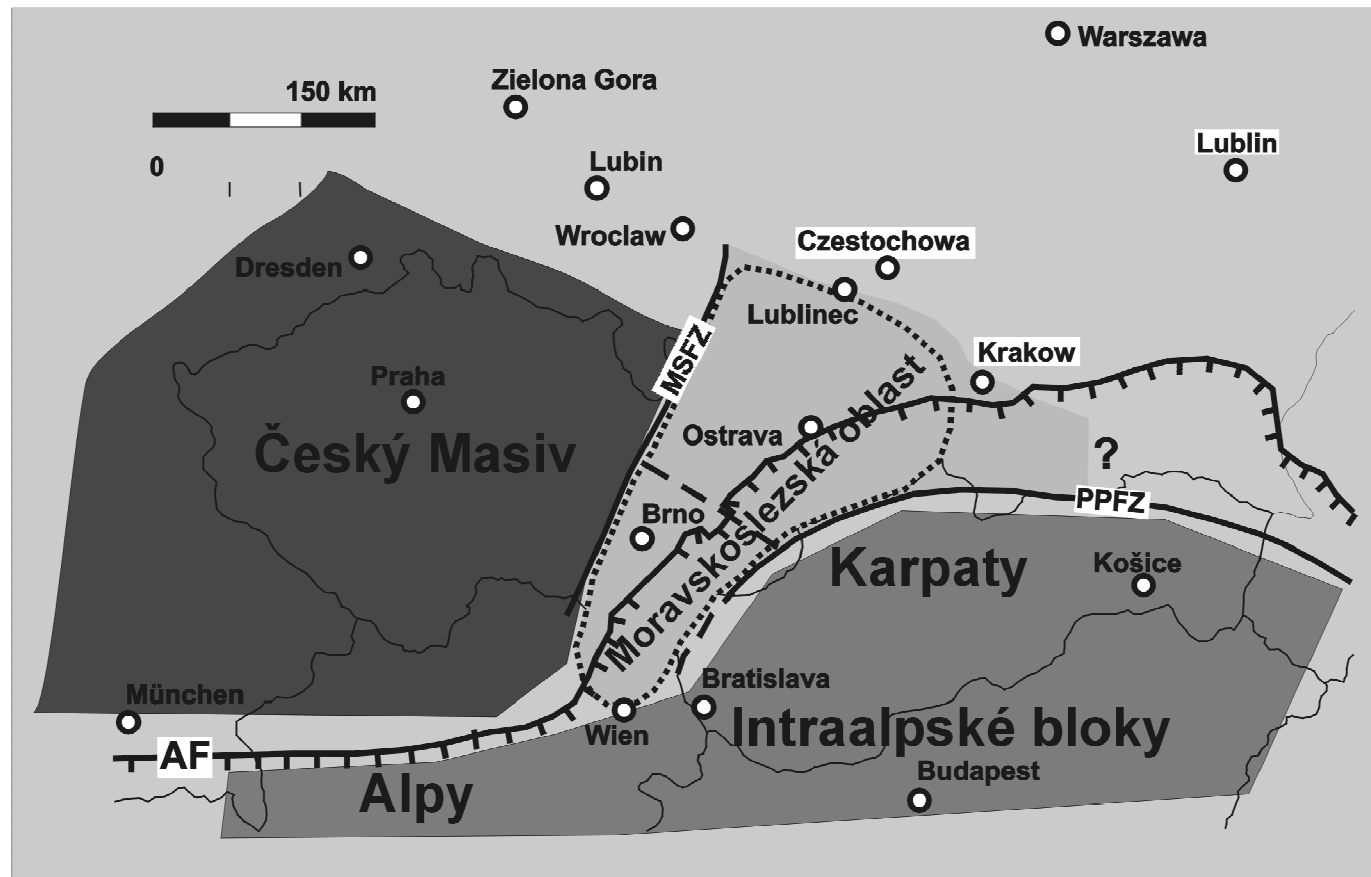 Warszawa
Zielona Gora
150 km
0
Lubin
Lublin
Wroclaw
Czestochowa
Dresden
Lublinec
MSFZ
Krakow
Praha
Český Masiv
Ostrava
Moravskoslezská oblast
?
PPFZ
Brno
Karpaty
Košice
München
Bratislava
Wien
Intraalpské bloky
AF
Budapest
Alpy